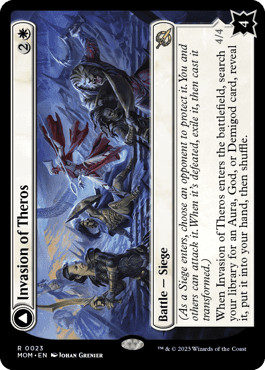 Invasion of Theros 2
Battle — Siege
(As a Siege enters, choose an opponent to protect it. You and
others can attack it. When it's defeated, exile it, then cast it
transformed.)
When Invasion of Theros enters the battlefield, search
your library for an Aura, God, or Demigod card, reveal
it, put it into your hand, then shuffle.
4/4
4
R 0023
MOM • EN JOHAN GRENIER
™ & © 2023 Wizards of the Coast